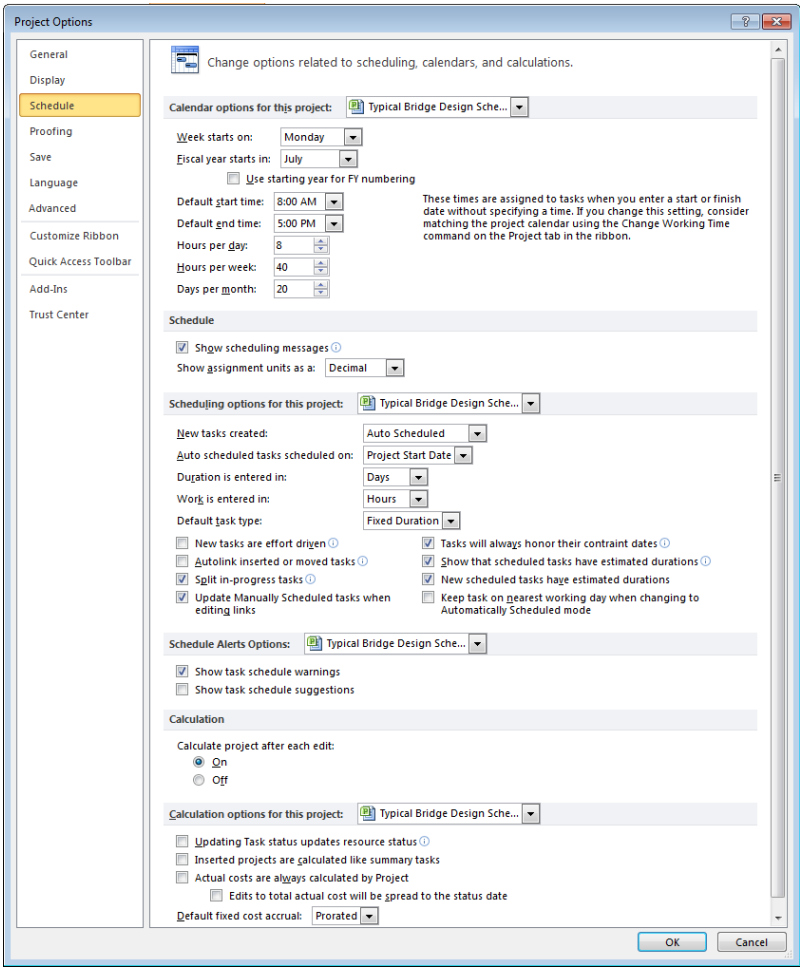 Project Options
General
Display
Schedule
Proofing
Save
Language
Advanced
Customize Ribbon
Quick Access Toolbar
Add-Ins
Trust Center
Change options related to scheduling, calendars, and calculations.
Calendar options for this project: Typical Bridge Design Sche...
Week starts on: Monday
Fiscal year starts in: July
Use starting year for FY numbering
Default start time: 8:00 AM
Default end time: 5:00 PM
Hours per day: 8
Hours per week: 40
Days per month: 20
These times are assigned to tasks when you enter a start or finish
date without specifying a time. If you change this setting, consider
matching the project calendar using the Change Working Time
command on the Project tab in the ribbon.
Schedule
Show scheduling messages
Show assignment units as a: Decimal
Scheduling options for this project: Typical Bridge Design Sche...
New tasks created: Auto Scheduled
Auto scheduled tasks scheduled on: Project Start Date
Duration is entered in: Days
Work is entered in: Hours
Default task type: Fixed Duration
New tasks are effort driven
Autolink inserted or moved tasks
Split in-progress tasks
Update Manually Scheduled tasks when
editing links
Tasks will always honor their contraint dates
Show that scheduled tasks have estimated durations
New scheduled tasks have estimated durations
Keep task on nearest working day when changing to
Automatically Scheduled mode
Schedule Alerts Options: Typical Bridge Design Sche...
Show task schedule warnings
Show task schedule suggestions
Calculation
Calculate project after each edit:
On
Off
Calculation options for this project: Typical Bridge Design Sche...
Updating Task status updates resource status
Inserted projects are calculated like summary tasks
Actual costs are always calculated by Project
Edits to total actual cost will be spread to the status date
Default fixed cost accrual: Prorated
OK
Cancel